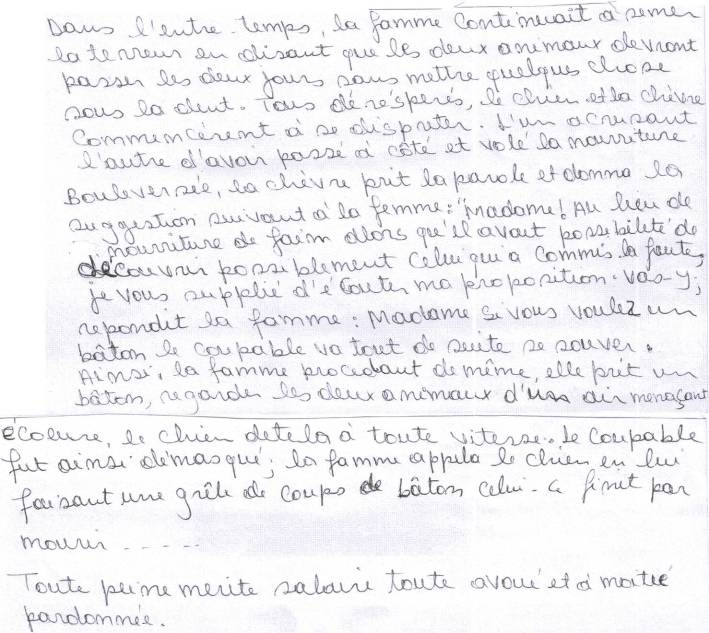 Dans l'entre-temps, la famme continuait à semer
la terreur en disant que les deux animaux devront
passer les deux jours sans mettre quelques chose
sous la dent. Tous désespérés, le chien et la chèvre
commencèrent à se disputer. L'un acrusant
l'autre d'avoir passé à côté et volé la nourriture
Bouleversée, la chèvre prit la parole et donna la
suggestion suivant à la femme: "Madame! Au lieu de
nourriture de faim alors qu'il avait possibilité de
découvrir possiblement celui qui a commis la faute,
je vous supplié d'écouter ma proposition. Vas-y,
repondit la famme: Madame si vous voulez un
bâton le coupable va tout de suite se sauver.
Ainsi, la famme procedant de même, elle prit un
bâton, regarder les deux animaux d'un air menaçant
écoeuré, le chien detela à toute vitesse. Le coupable
fut ainsi démasqué; la famme appela le chien en lui
faisant une grêle de coups de bâton celui-ci finit par
mourir .....
Toute peine merite salaire toute avoué et à moitié
pardonnée.